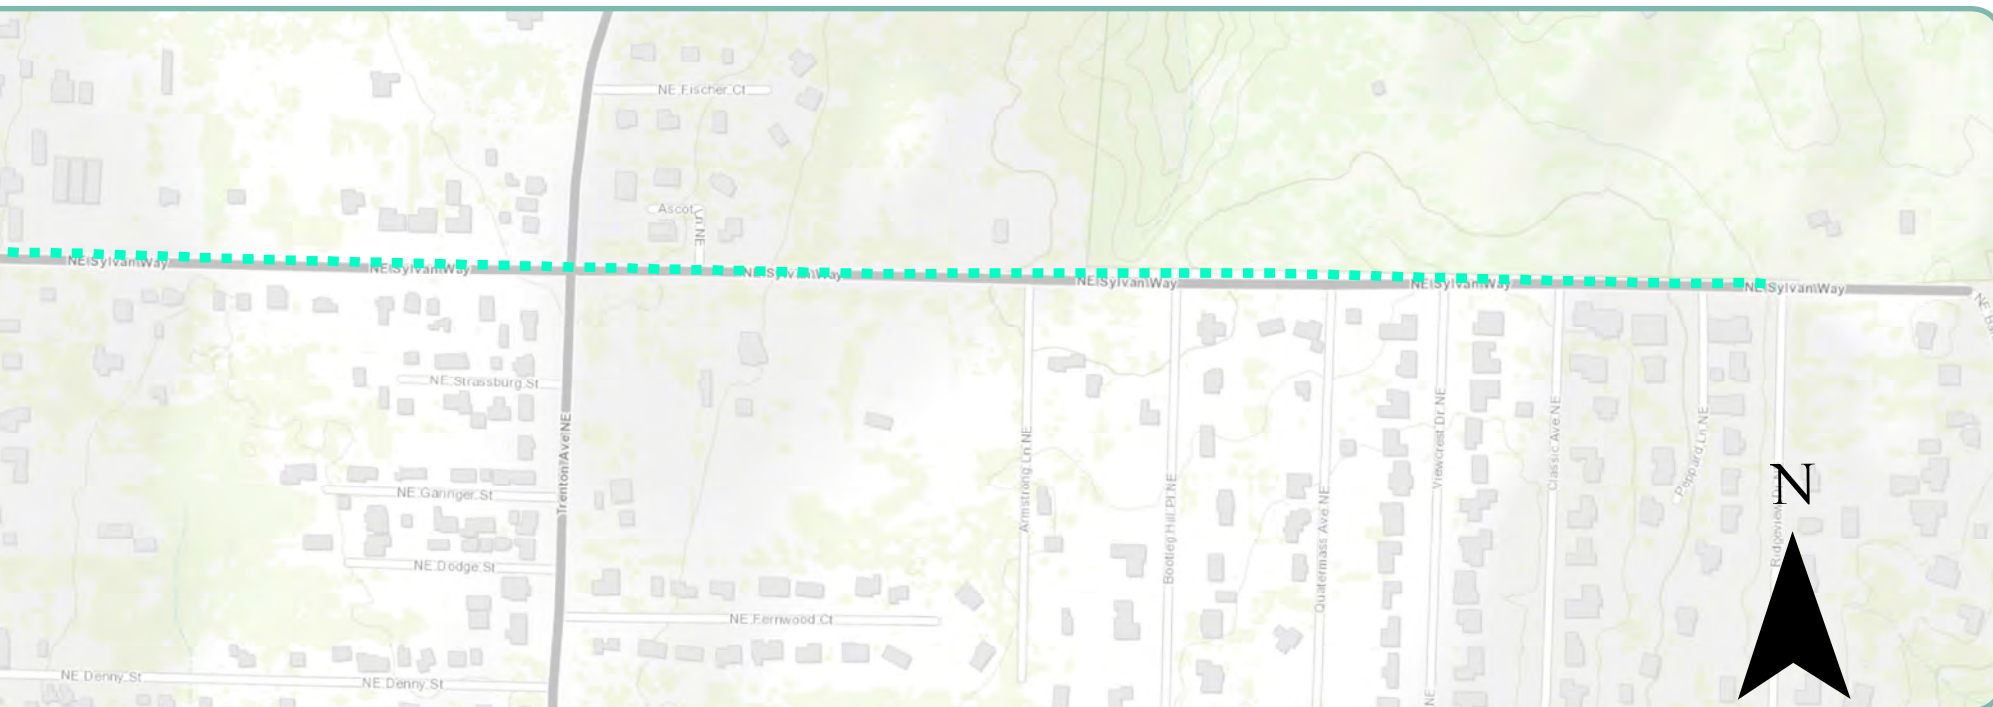 NE Fischer Ct
Ascot
Ln NE
NE Sylvan Way
NE Sylvan Way
NE Sylvan Way
NE Sylvan Way
NE Sylvan Way
NE Sylvan Way
NE Strassburg St
Trenton Ave NE
NE Garinger St
NE Dodge St
NE Fernwood Ct
NE Denny St
NE Denny St
Armstrong Ln NE
Bootleg Hill Pl NE
Quatermass Ave NE
Viewcrest Dr NE
Classic Ave NE
Peppard Ln NE
N
NE
NE